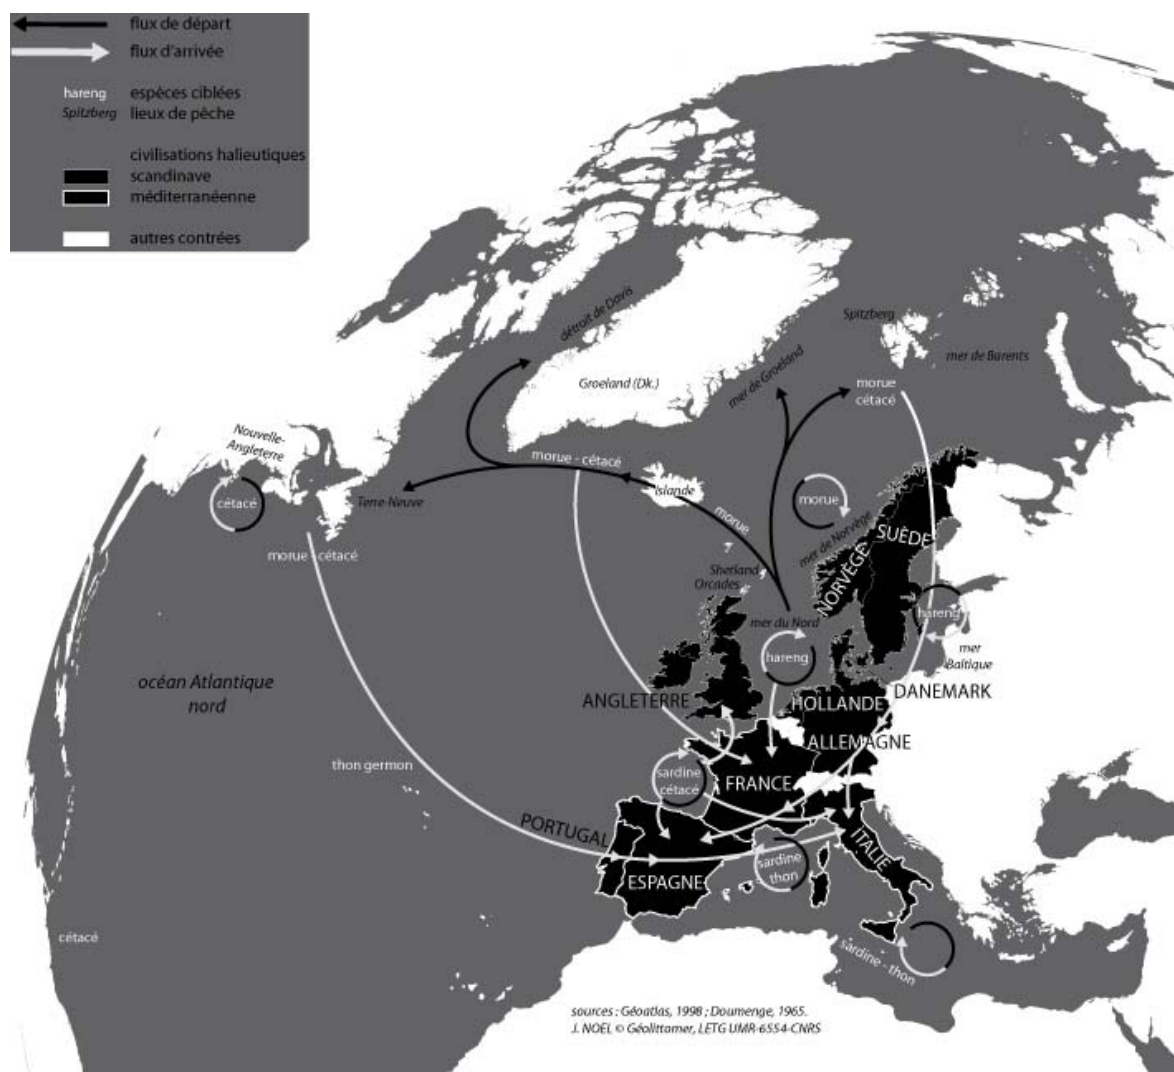 flux de départ
flux d'arrivée
hareng espèces ciblées
Spitzberg lieux de pêche
civilisations halieutiques
scandinave
méditerranéenne
autres contrées
détroit de Davis
Spitzberg
mer de Barents
Groeland (Dk.)
mer de Groeland
morue
cétacé
Nouvelle-
Angleterre
morue - cétacé
Islande
Terre-Neuve
cétacé
morue
morue
mer de Norvège
SUÈDE
NORVÈGE
morue - cétacé
Shetland
Orcades
mer du Nord
hareng
mer
Baltique
hareng
océan Atlantique
nord
ANGLETERRE
HOLLANDE
DANEMARK
ALLEMAGNE
thon germon
sardine
cétacé
FRANCE
PORTUGAL
ITALIE
sardine
thon
ESPAGNE
cétacé
sardine - thon
sources : Géoatlas, 1998 ; Doumenge, 1965.
J. NOEL © Géolittomer, LETG UMR-6554-CNRS